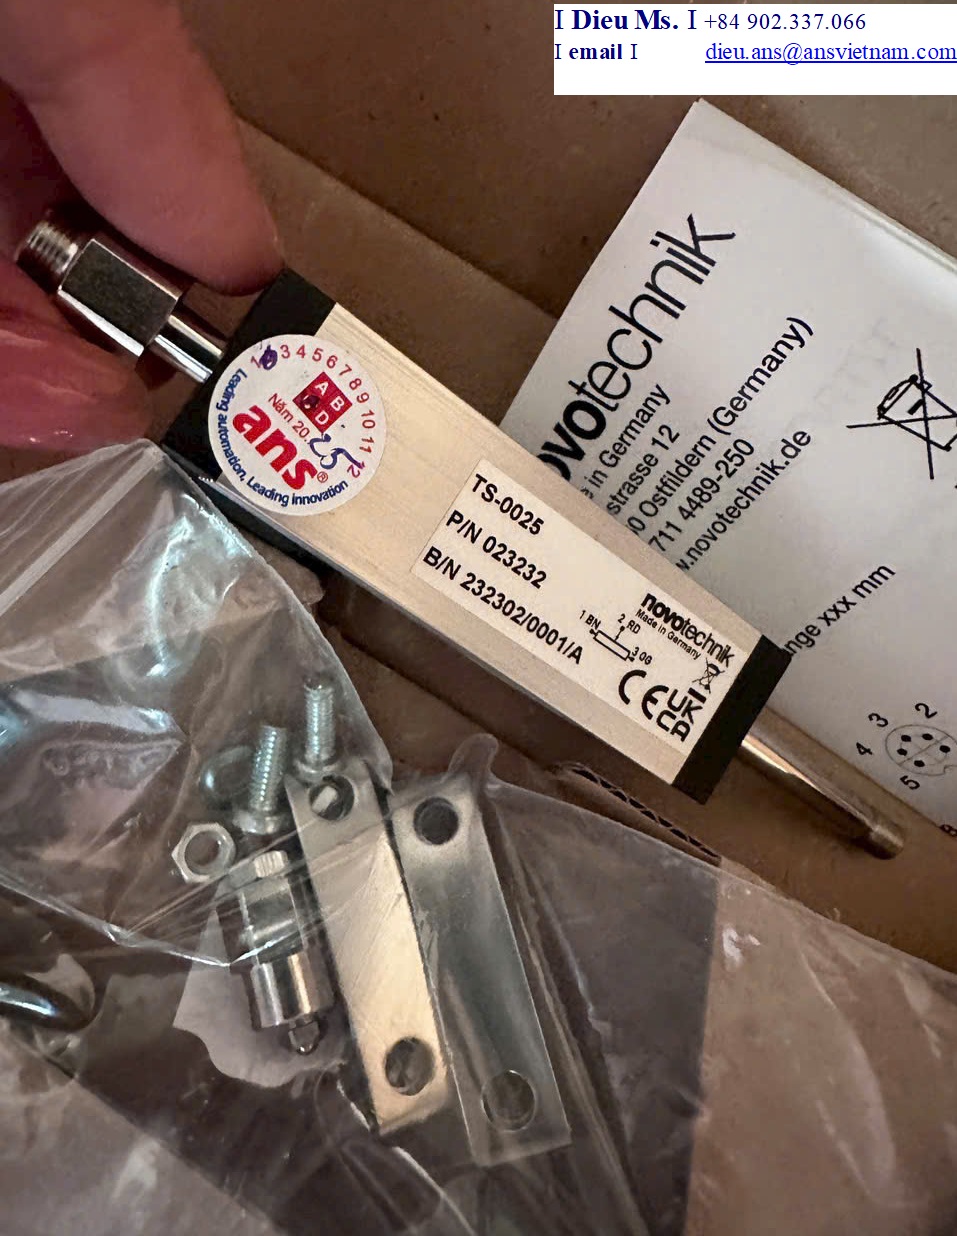 I Dieu Ms. I +84 902.337.066
I email I dieu.ans@ansvietnam.com
novotechnik
in Germany
strasse 12
Ostfildern (Germany)
711 4489-250
novotechnik.de
xxx mm
3 2
4
5
1 3 4 5 6 7 8 9 10 11 12
A B
D
Năm 20. 25
ans®
Leading automation, Leading innovation
TS-0025
P/N 023232
B/N 232302/0001/A
novotechnik
Made in Germany
1 BN
2 RD
3 OG
CE
UK
CA